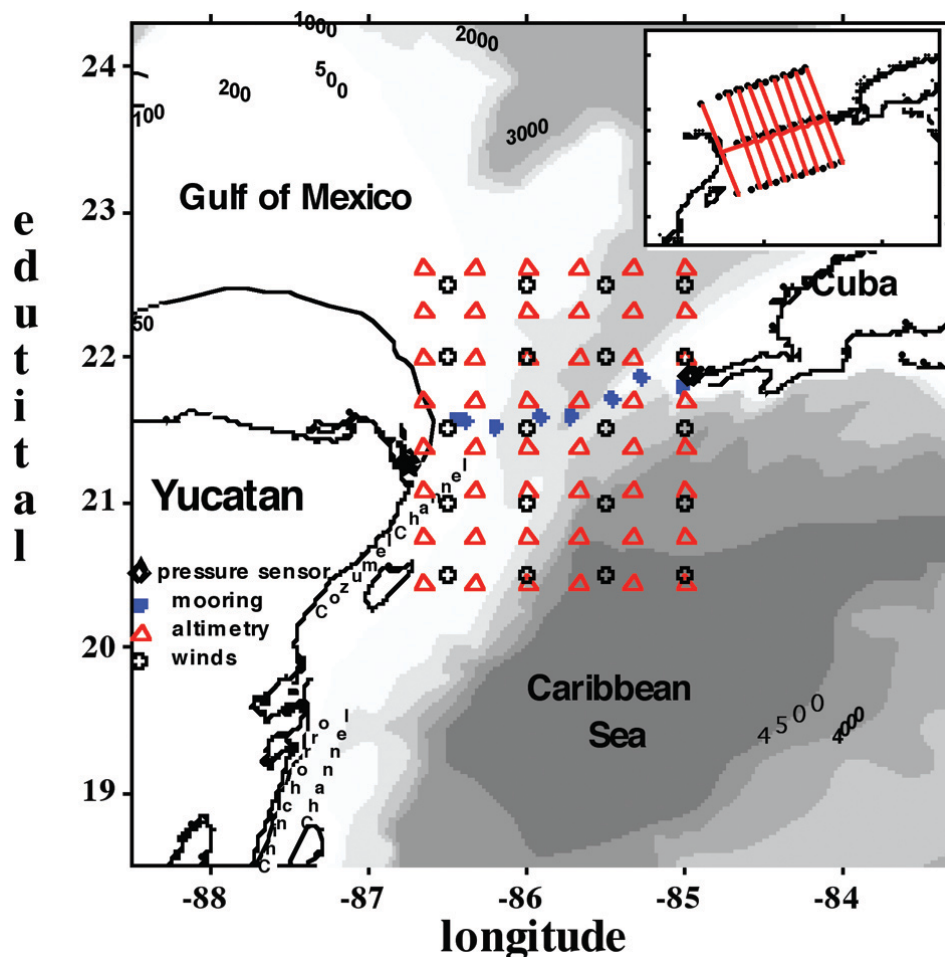 1000
2000
24
500
200
100
3000
Gulf of Mexico
23
edutital
Cuba
50
22
Cozumel Channel
Yucatan
21
pressure sensor
mooring
altimetry
winds
20
Caribbean
Sea
4500
4000
Chinchorro
Channel
19
-88
-87
-86
-85
-84
longitude